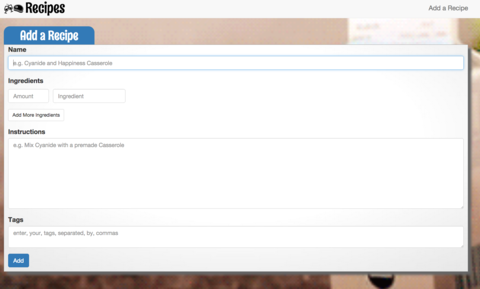 Recipes
Add a Recipe
Add a Recipe
Name
e.g. Cyanide and Happiness Casserole
Ingredients
Amount
Ingredient
Add More Ingredients
Instructions
e.g. Mix Cyanide with a premade Casserole
Tags
enter, your, tags, separated, by, commas
Add